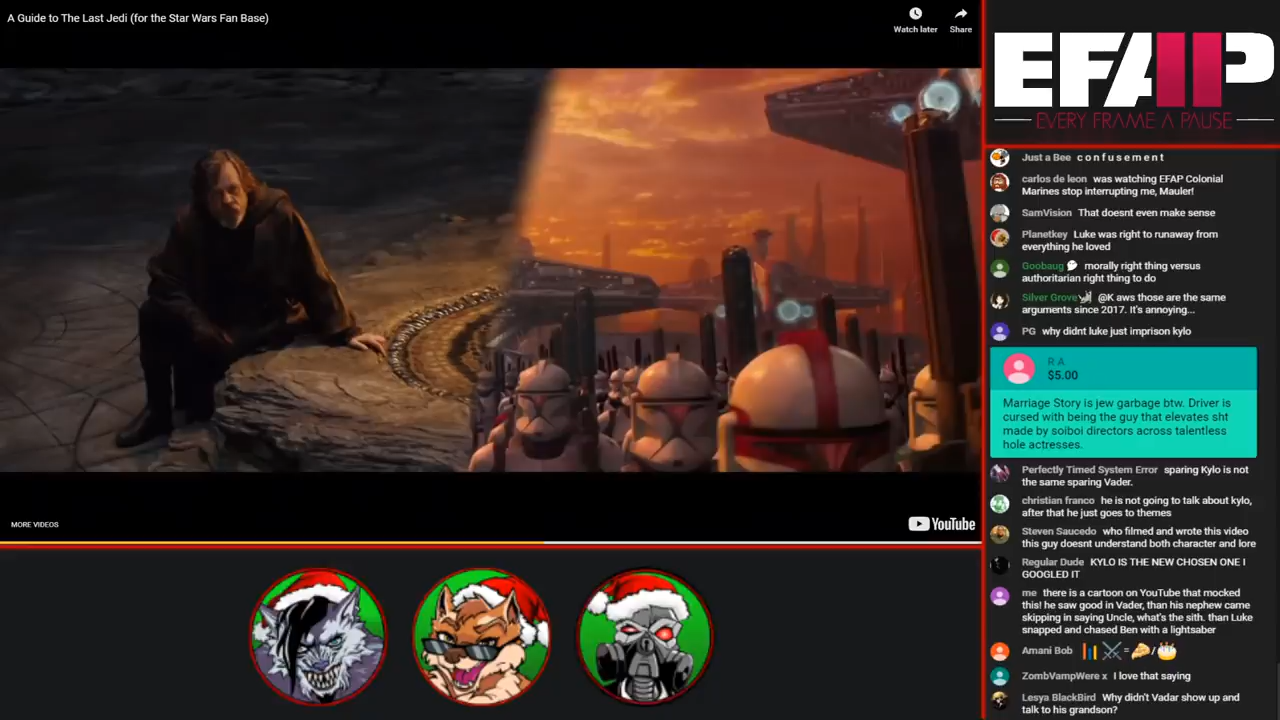 A Guide to The Last Jedi (for the Star Wars Fan Base)
Watch later
Share
MORE VIDEOS
YouTube
EFAP
EVERY FRAME A PAUSE
Just a Bee c o n f u s e m e n t
carlos de leon was watching EFAP Colonial
Marines stop interrupting me, Mauler!
SamVision That doesnt even make sense
Planetkey Luke was right to runaway from
everything he loved
Goobaug morally right thing versus
authoritarian right thing to do
Silver Grove @K aws those are the same
arguments since 2017. It's annoying...
PG why didnt luke just imprison kylo
R A
$5.00
Marriage Story is jew garbage btw. Driver is
cursed with being the guy that elevates sht
made by soiboi directors across talentless
hole actresses.
Perfectly Timed System Error sparing Kylo is not
the same sparing Vader.
christian franco he is not going to talk about kylo,
after that he just goes to themes
Steven Saucedo who filmed and wrote this video
this guy doesnt understand both character and lore
Regular Dude KYLO IS THE NEW CHOSEN ONE I
GOOGLED IT
me there is a cartoon on YouTube that mocked
this! he saw good in Vader, than his nephew came
skipping in saying Uncle, what's the sith. than Luke
snapped and chased Ben with a lightsaber
Amani Bob = /
ZombVampWere x I love that saying
Lesya BlackBird Why didn't Vadar show up and
talk to his grandson?